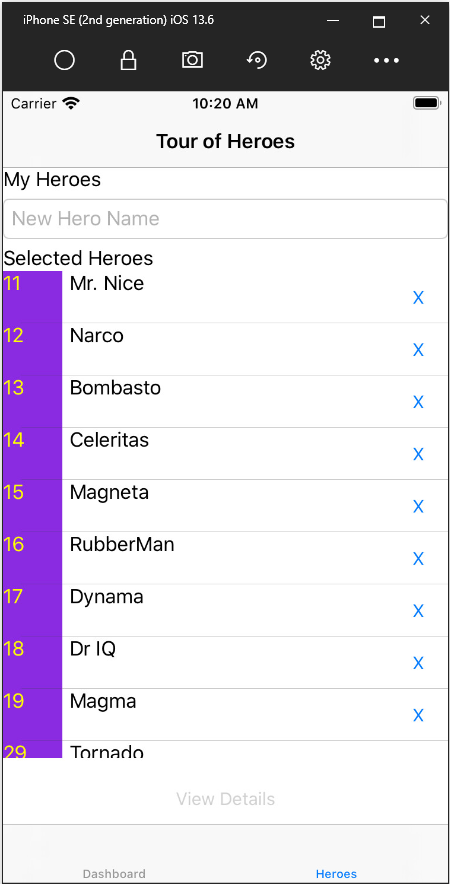 iPhone SE (2nd generation) iOS 13.6
Carrier 10:20 AM
Tour of Heroes
My Heroes
New Hero Name
Selected Heroes
11 Mr. Nice X
12 Narco X
13 Bombasto X
14 Celeritas X
15 Magneta X
16 RubberMan X
17 Dynama X
18 Dr IQ X
19 Magma X
29 Tornado
View Details
Dashboard Heroes